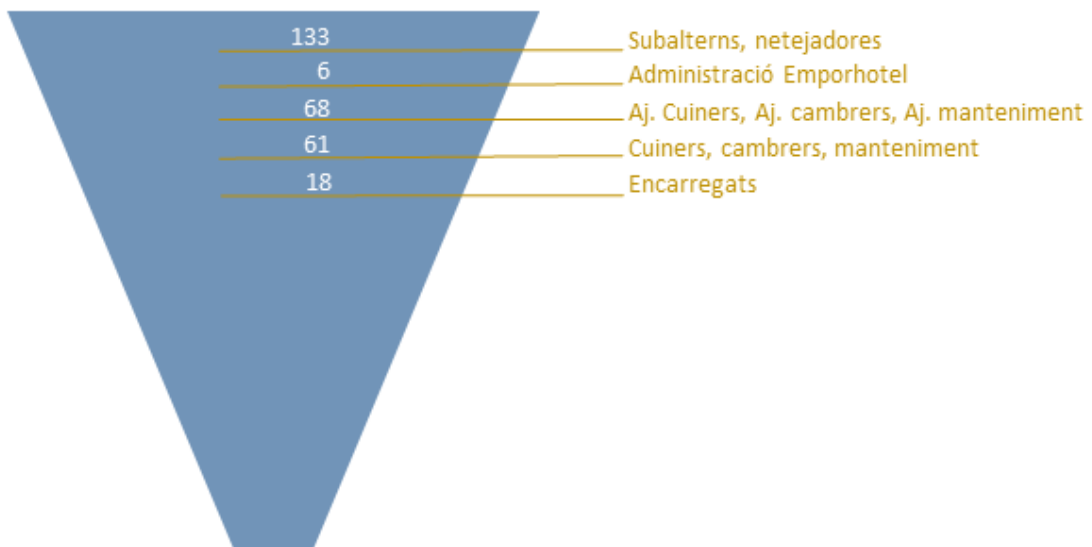 133 Subalterns, netejadores
6 Administració Emporhotel
68 Aj. Cuiners, Aj. cambrers, Aj. manteniment
61 Cuiners, cambrers, manteniment
18 Encarregats